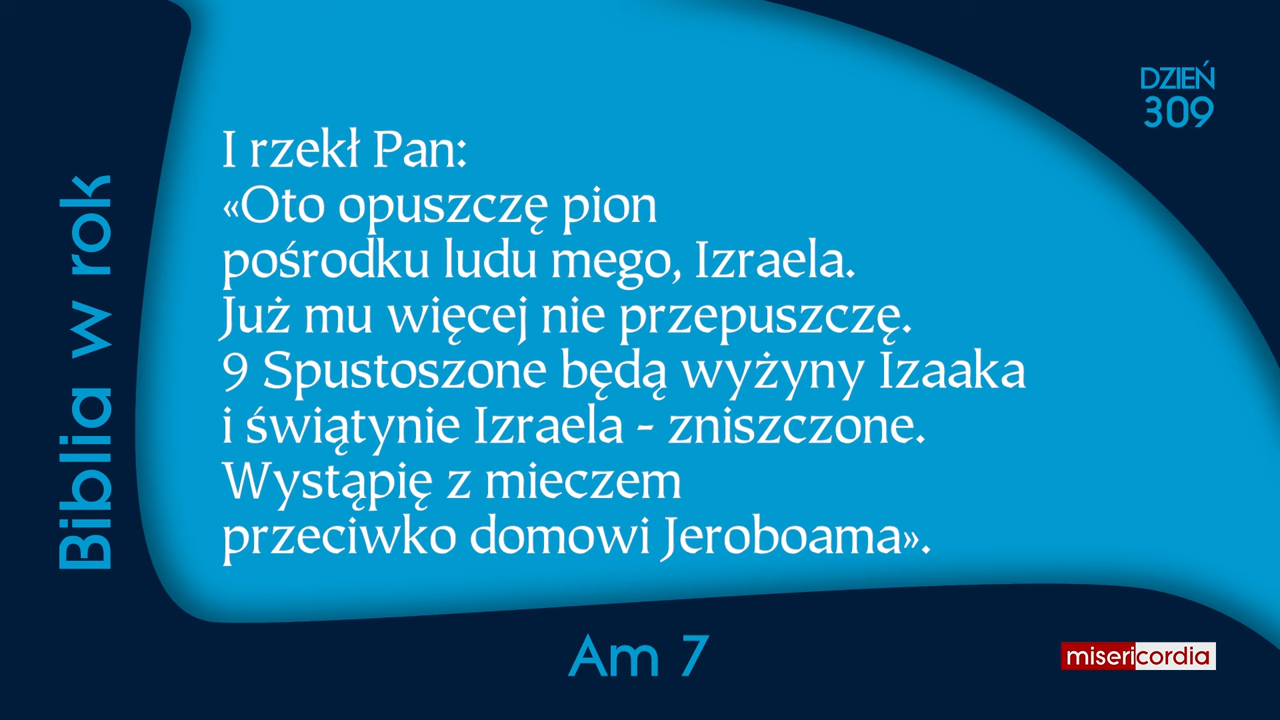 DZIEŃ
309
Biblia w rok
I rzekł Pan:
«Oto opuszczę pion
pośrodku ludu mego, Izraela.
Już mu więcej nie przepuszczę.
9 Spustoszone będą wyżyny Izaaka
i świątynie Izraela - zniszczone.
Wystąpię z mieczem
przeciwko domowi Jeroboama».
Am 7
misericordia